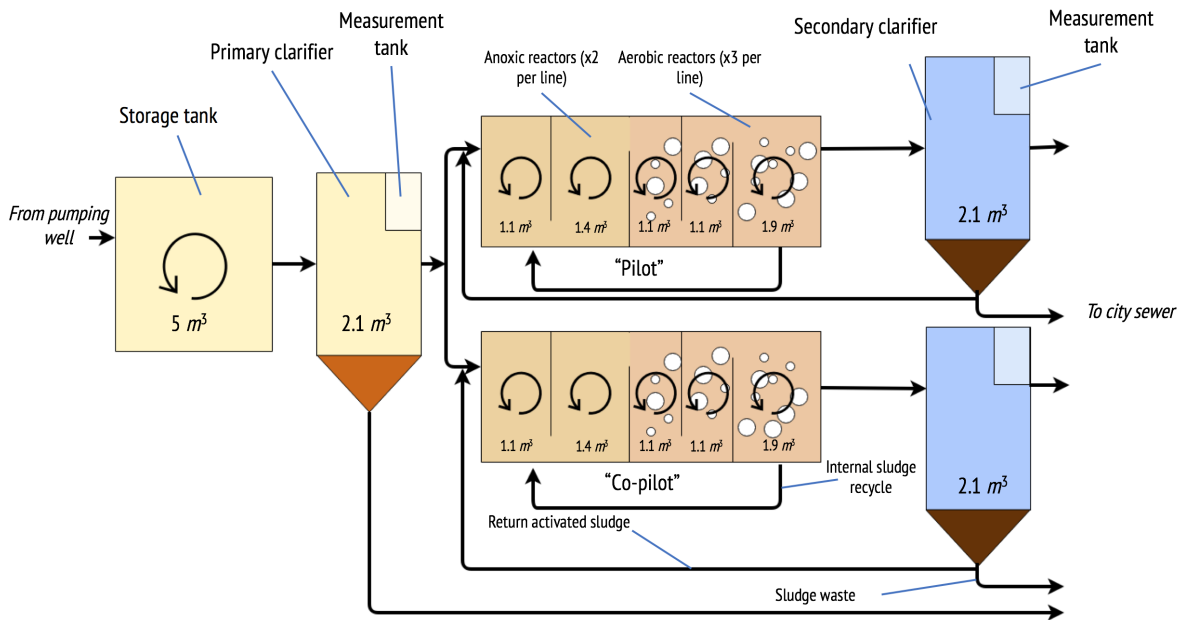 Measurement
tank
Primary clarifier
Storage tank
From pumping
well
5 m³
2.1 m³
Anoxic reactors (x2
per line)
Aerobic reactors (x3 per
line)
Secondary clarifier
Measurement
tank
1.1 m³
1.4 m³
1.1 m³
1.1 m³
1.9 m³
"Pilot"
2.1 m³
To city sewer
1.1 m³
1.4 m³
1.1 m³
1.1 m³
1.9 m³
"Co-pilot"
Internal sludge
recycle
2.1 m³
Return activated sludge
Sludge waste